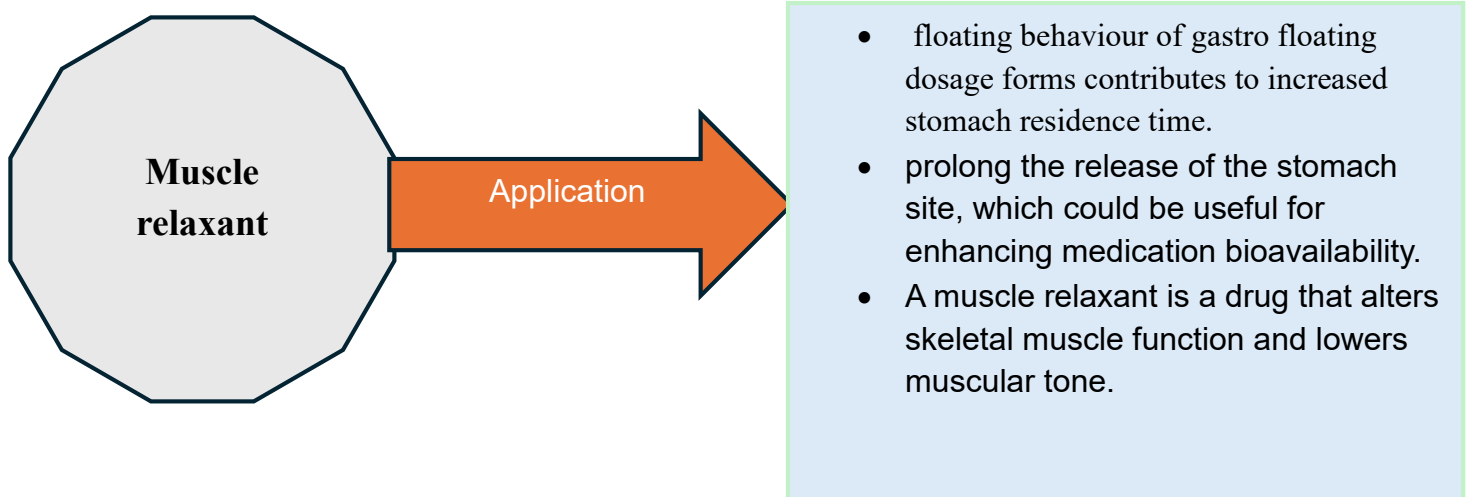 Muscle
relaxant
Application
• floating behaviour of gastro floating
dosage forms contributes to increased
stomach residence time.
• prolong the release of the stomach
site, which could be useful for
enhancing medication bioavailability.
• A muscle relaxant is a drug that alters
skeletal muscle function and lowers
muscular tone.